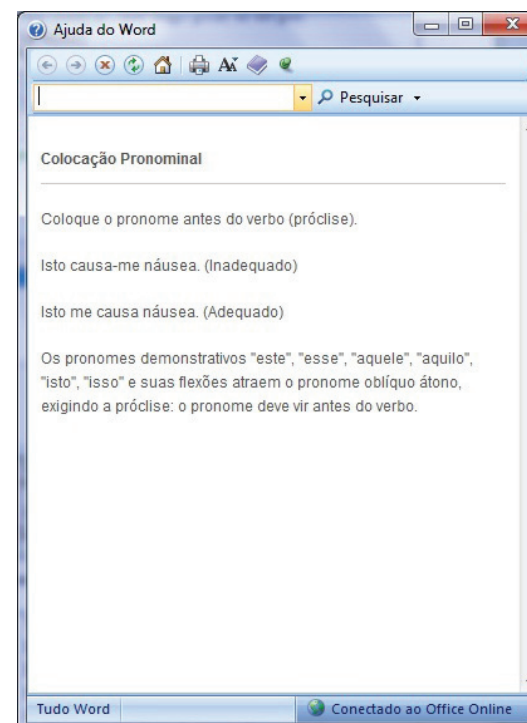 Ajuda do Word
Pesquisar
Colocação Pronominal
Coloque o pronome antes do verbo (próclise).
Isto causa-me náusea. (Inadequado)
Isto me causa náusea. (Adequado)
Os pronomes demonstrativos "este", "esse", "aquele", "aquilo",
"isto", "isso" e suas flexões atraem o pronome oblíquo átono,
exigindo a próclise: o pronome deve vir antes do verbo.
Tudo Word
Conectado ao Office Online